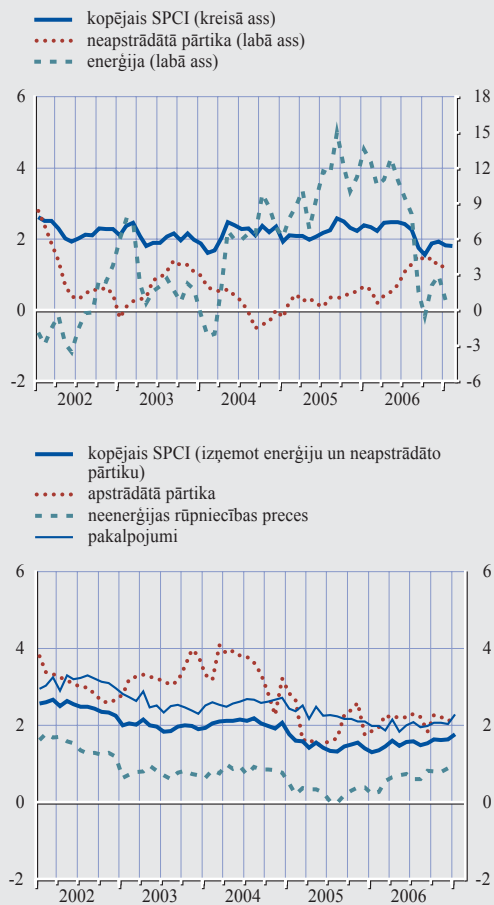 kopējais SPCI (kreisā ass)
neapstrādātā pārtika (labā ass)
enerģija (labā ass)
6
4
2
0
-2
18
15
12
9
6
3
0
-3
-6
2002 2003 2004 2005 2006
kopējais SPCI (izņemot enerģiju un neapstrādāto
pārtiku)
apstrādātā pārtika
neenerģijas rūpniecības preces
pakalpojumi
6
4
2
0
-2
6
4
2
0
-2
2002 2003 2004 2005 2006